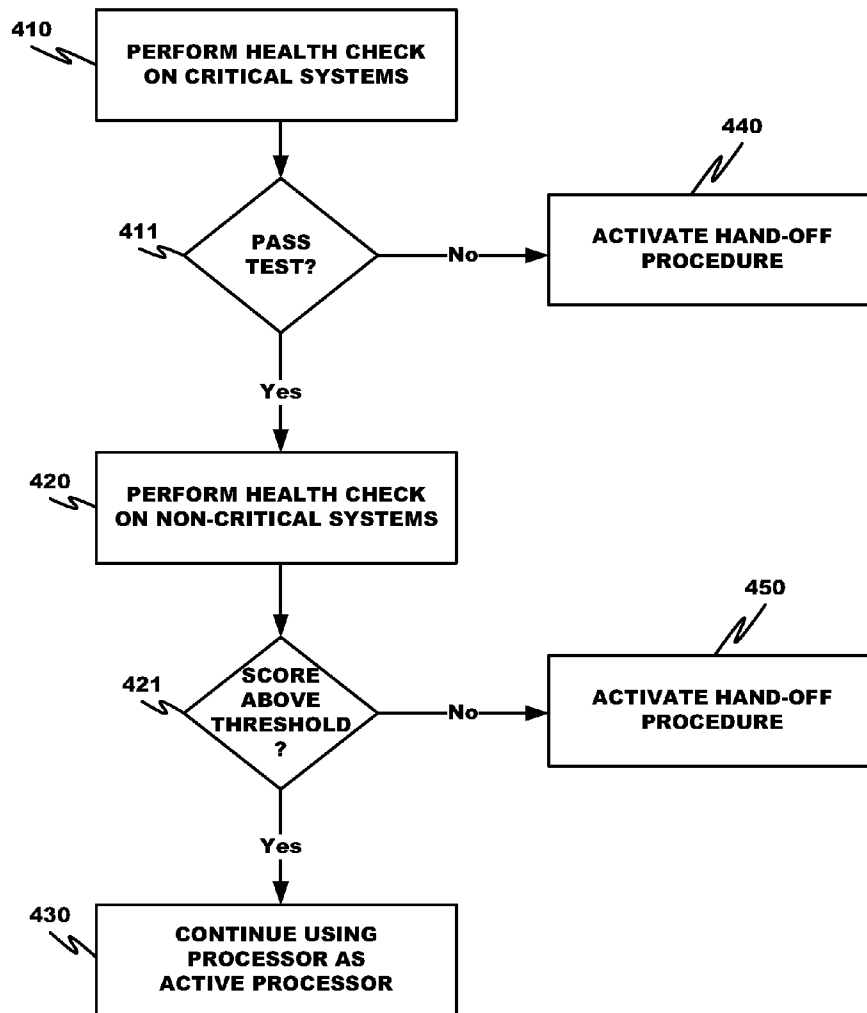 410
PERFORM HEALTH CHECK
ON CRITICAL SYSTEMS
440
411
PASS
TEST?
No
ACTIVATE HAND-OFF
PROCEDURE
Yes
420
PERFORM HEALTH CHECK
ON NON-CRITICAL SYSTEMS
450
421
SCORE
ABOVE
THRESHOLD
?
No
ACTIVATE HAND-OFF
PROCEDURE
Yes
430
CONTINUE USING
PROCESSOR AS
ACTIVE PROCESSOR